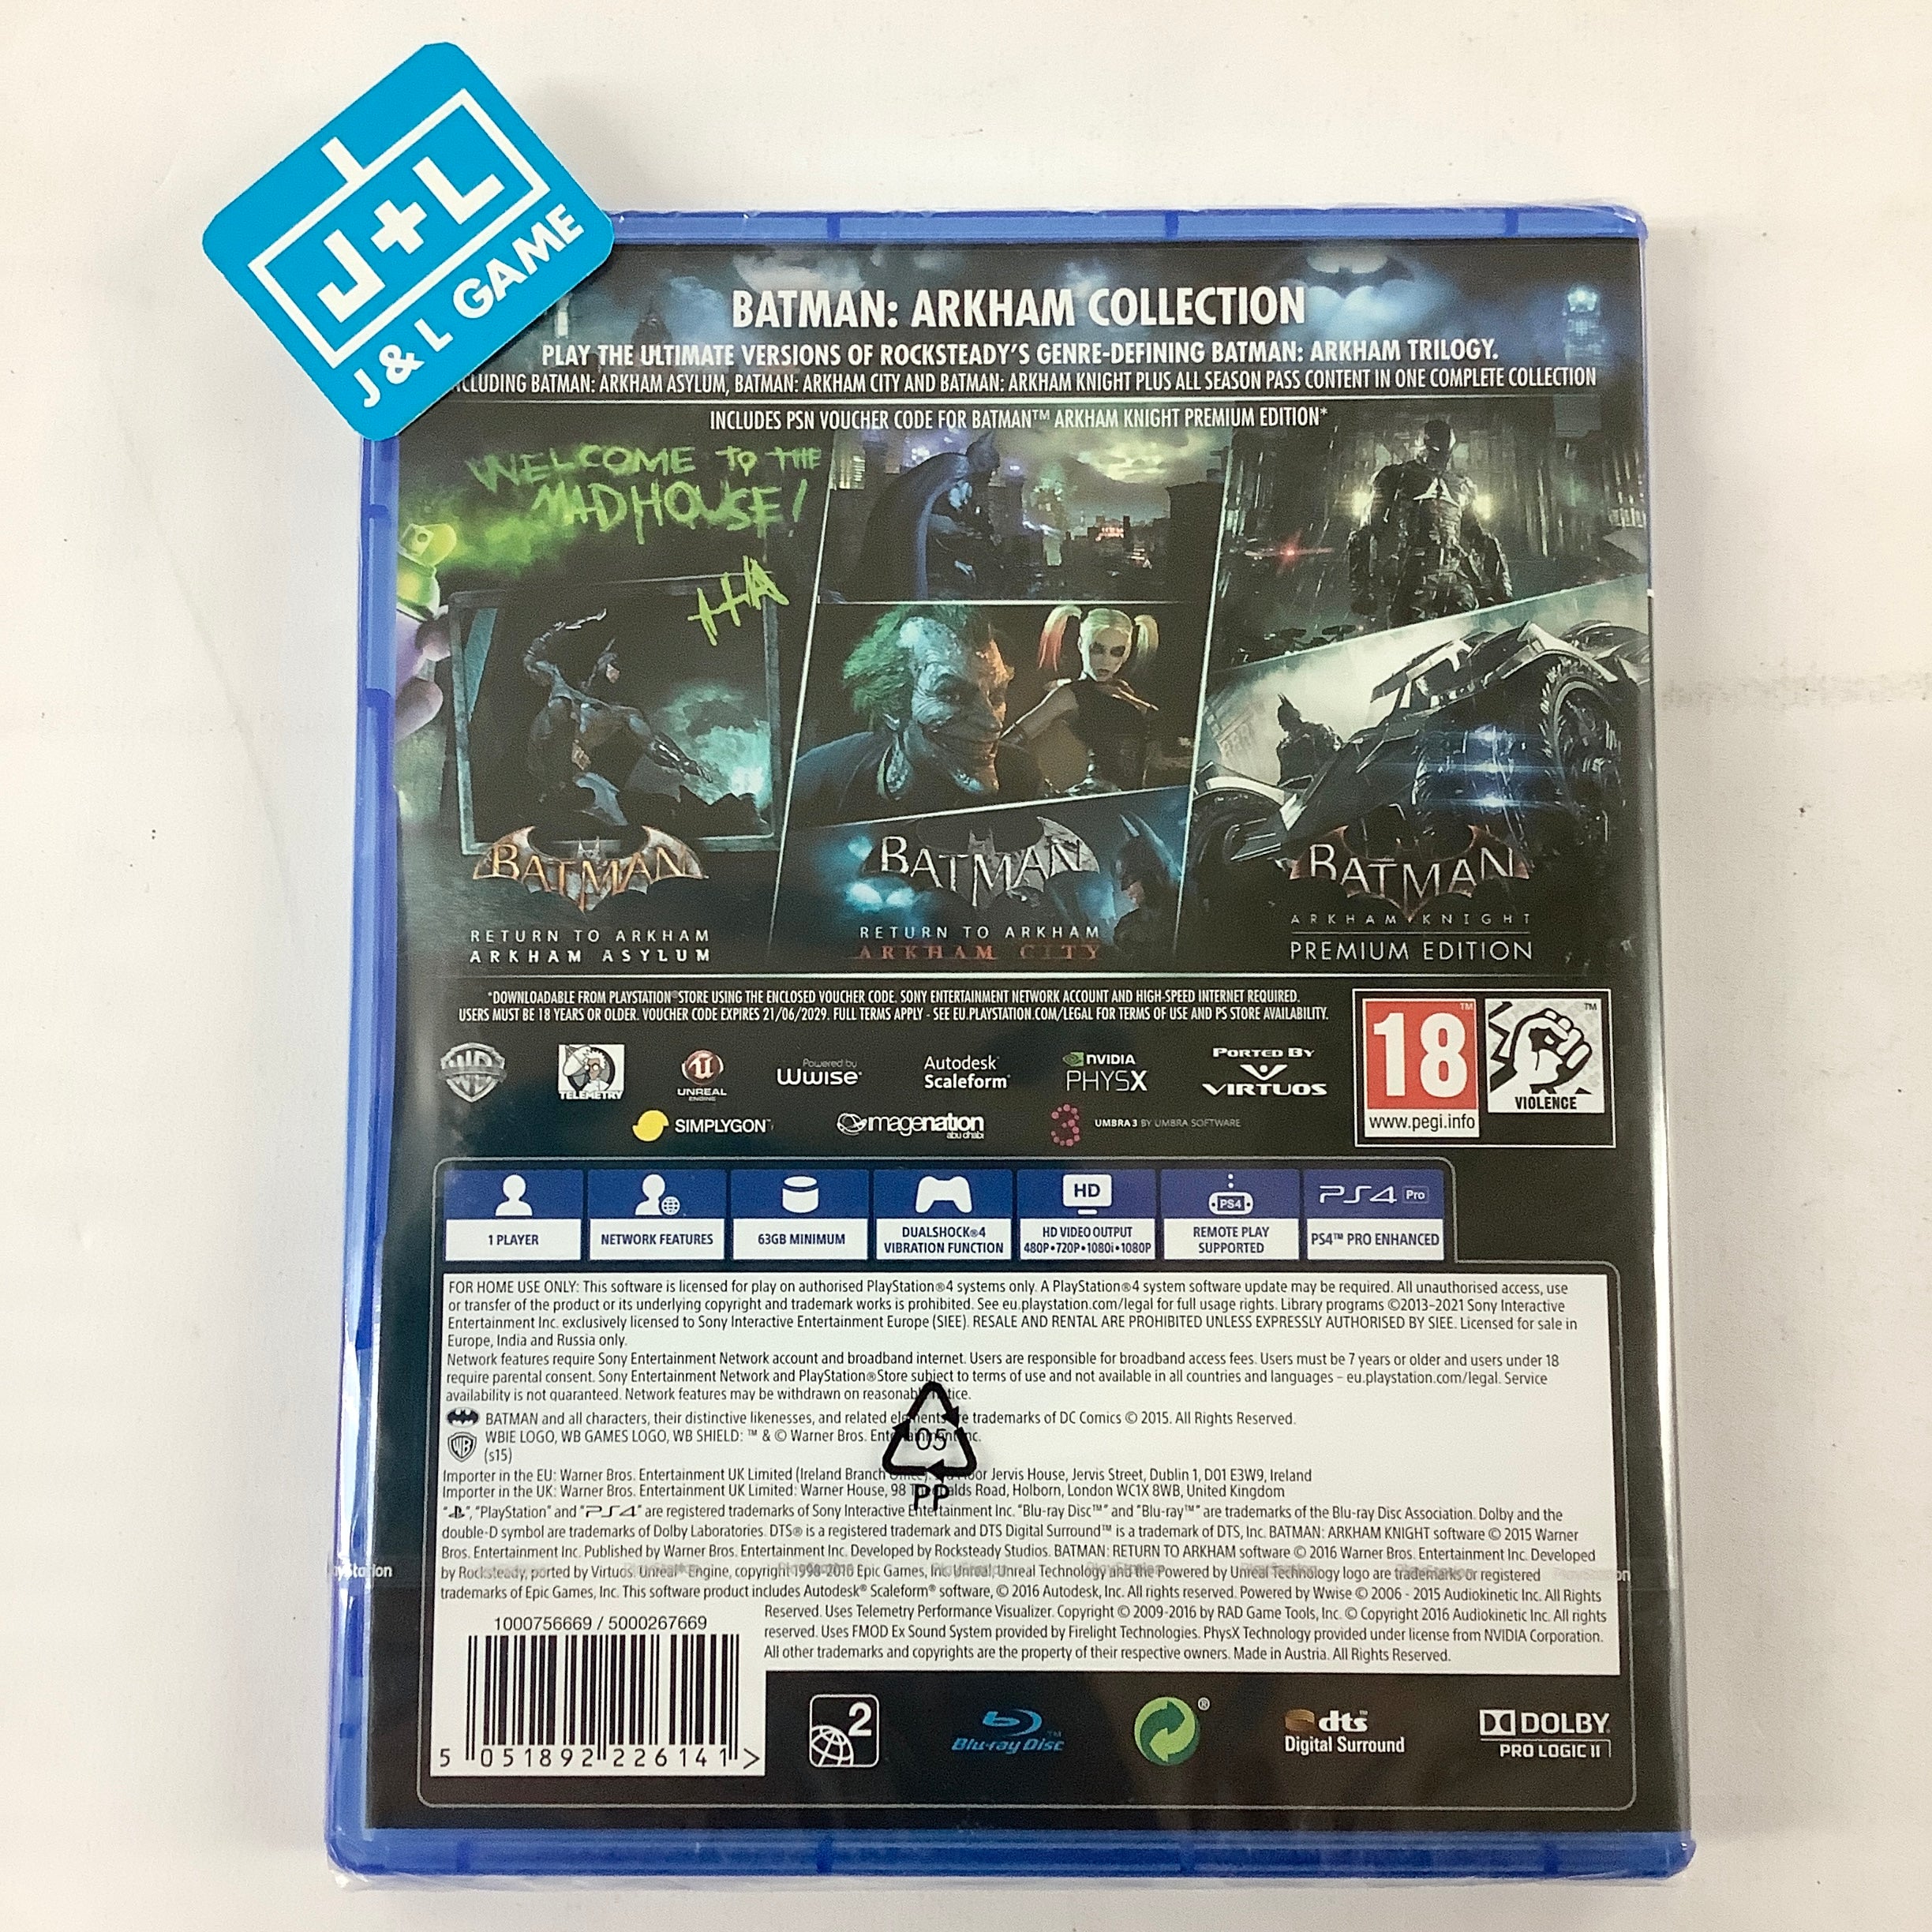 J+L
J & L GAME
BATMAN: ARKHAM COLLECTION
PLAY THE ULTIMATE VERSIONS OF ROCKSTEADY'S GENRE-DEFINING BATMAN: ARKHAM TRILOGY.
CLUDING BATMAN: ARKHAM ASYLUM, BATMAN: ARKHAM CITY AND BATMAN: ARKHAM KNIGHT PLUS ALL SEASON PASS CONTENT IN ONE COMPLETE COLLECTION
INCLUDES PSN VOUCHER CODE FOR BATMAN™ ARKHAM KNIGHT PREMIUM EDITION*
WELCOME TO THE
MADHOUSE!
HA
BATMAN
RETURN TO ARKHAM
ARKHAM ASYLUM
BATMAN
RETURN TO ARKHAM
ARKHAM CITY
BATMAN
ARKHAM KNIGHT
PREMIUM EDITION
*DOWNLOADABLE FROM PLAYSTATION®STORE USING THE ENCLOSED VOUCHER CODE. SONY ENTERTAINMENT NETWORK ACCOUNT AND HIGH-SPEED INTERNET REQUIRED.
USERS MUST BE 18 YEARS OR OLDER. VOUCHER CODE EXPIRES 21/06/2029. FULL TERMS APPLY - SEE EU.PLAYSTATION.COM/LEGAL FOR TERMS OF USE AND PS STORE AVAILABILITY.
18™
www.pegi.info
™
VIOLENCE
WB
TELEMETRY
UNREAL
ENGINE
Powered by
Wwise®
Autodesk®
Scaleform®
NVIDIA
PHYSX
PORTED BY
VIRTUOS
SIMPLYGON™
imagenation
abu dhabi
UMBRA 3 BY UMBRA SOFTWARE
1 PLAYER
NETWORK FEATURES
63GB MINIMUM
DUALSHOCK®4
VIBRATION FUNCTION
HD
HD VIDEO OUTPUT
480P•720P•1080i•1080P
PS4
REMOTE PLAY
SUPPORTED
PS4 Pro
PS4™ PRO ENHANCED
FOR HOME USE ONLY: This software is licensed for play on authorised PlayStation®4 systems only. A PlayStation®4 system software update may be required. All unauthorised access, use
or transfer of the product or its underlying copyright and trademark works is prohibited. See eu.playstation.com/legal for full usage rights. Library programs ©2013-2021 Sony Interactive
Entertainment Inc. exclusively licensed to Sony Interactive Entertainment Europe (SIEE). RESALE AND RENTAL ARE PROHIBITED UNLESS EXPRESSLY AUTHORISED BY SIEE. Licensed for sale in
Europe, India and Russia only.
Network features require Sony Entertainment Network account and broadband internet. Users are responsible for broadband access fees. Users must be 7 years or older and users under 18
require parental consent. Sony Entertainment Network and PlayStation®Store subject to terms of use and not available in all countries and languages – eu.playstation.com/legal. Service
availability is not guaranteed. Network features may be withdrawn on reasonable notice.
BATMAN and all characters, their distinctive likenesses, and related elements are trademarks of DC Comics © 2015. All Rights Reserved.
WBIE LOGO, WB GAMES LOGO, WB SHIELD: ™ & © Warner Bros. Entertainment Inc.
(s15)
05
PP
Importer in the EU: Warner Bros. Entertainment UK Limited (Ireland Branch Floor Jervis House, Jervis Street, Dublin 1, D01 E3W9, Ireland
Importer in the UK: Warner Bros. Entertainment UK Limited: Warner House, 98 Theobalds Road, Holborn, London WC1X 8WB, United Kingdom
" ", "PlayStation" and "PS4" are registered trademarks of Sony Interactive Entertainment Inc. "Blu-ray Disc™" and "Blu-ray™" are trademarks of the Blu-ray Disc Association. Dolby and the
double-D symbol are trademarks of Dolby Laboratories. DTS® is a registered trademark and DTS Digital Surround™ is a trademark of DTS, Inc. BATMAN: ARKHAM KNIGHT software © 2015 Warner
Bros. Entertainment Inc. Published by Warner Bros. Entertainment Inc. Developed by Rocksteady Studios. BATMAN: RETURN TO ARKHAM software © 2016 Warner Bros. Entertainment Inc. Developed
by Rocksteady, ported by Virtuos. Unreal® Engine, copyright 1998-2016 Epic Games, Inc. Unreal, Unreal Technology and the Powered by Unreal Technology logo are trademarks or registered
trademarks of Epic Games, Inc. This software product includes Autodesk® Scaleform® software, © 2016 Autodesk, Inc. All rights reserved. Powered by Wwise © 2006 - 2015 Audiokinetic Inc. All Rights
Reserved. Uses Telemetry Performance Visualizer. Copyright © 2009-2016 by RAD Game Tools, Inc. © Copyright 2016 Audiokinetic Inc. All rights
reserved. Uses FMOD Ex Sound System provided by Firelight Technologies. PhysX Technology provided under license from NVIDIA Corporation.
All other trademarks and copyrights are the property of their respective owners. Made in Austria. All Rights Reserved.
1000756669 / 5000267669
5 051892 226141 >
2
Blu-ray Disc™
®
dts™
Digital Surround
DOLBY
PRO LOGIC II